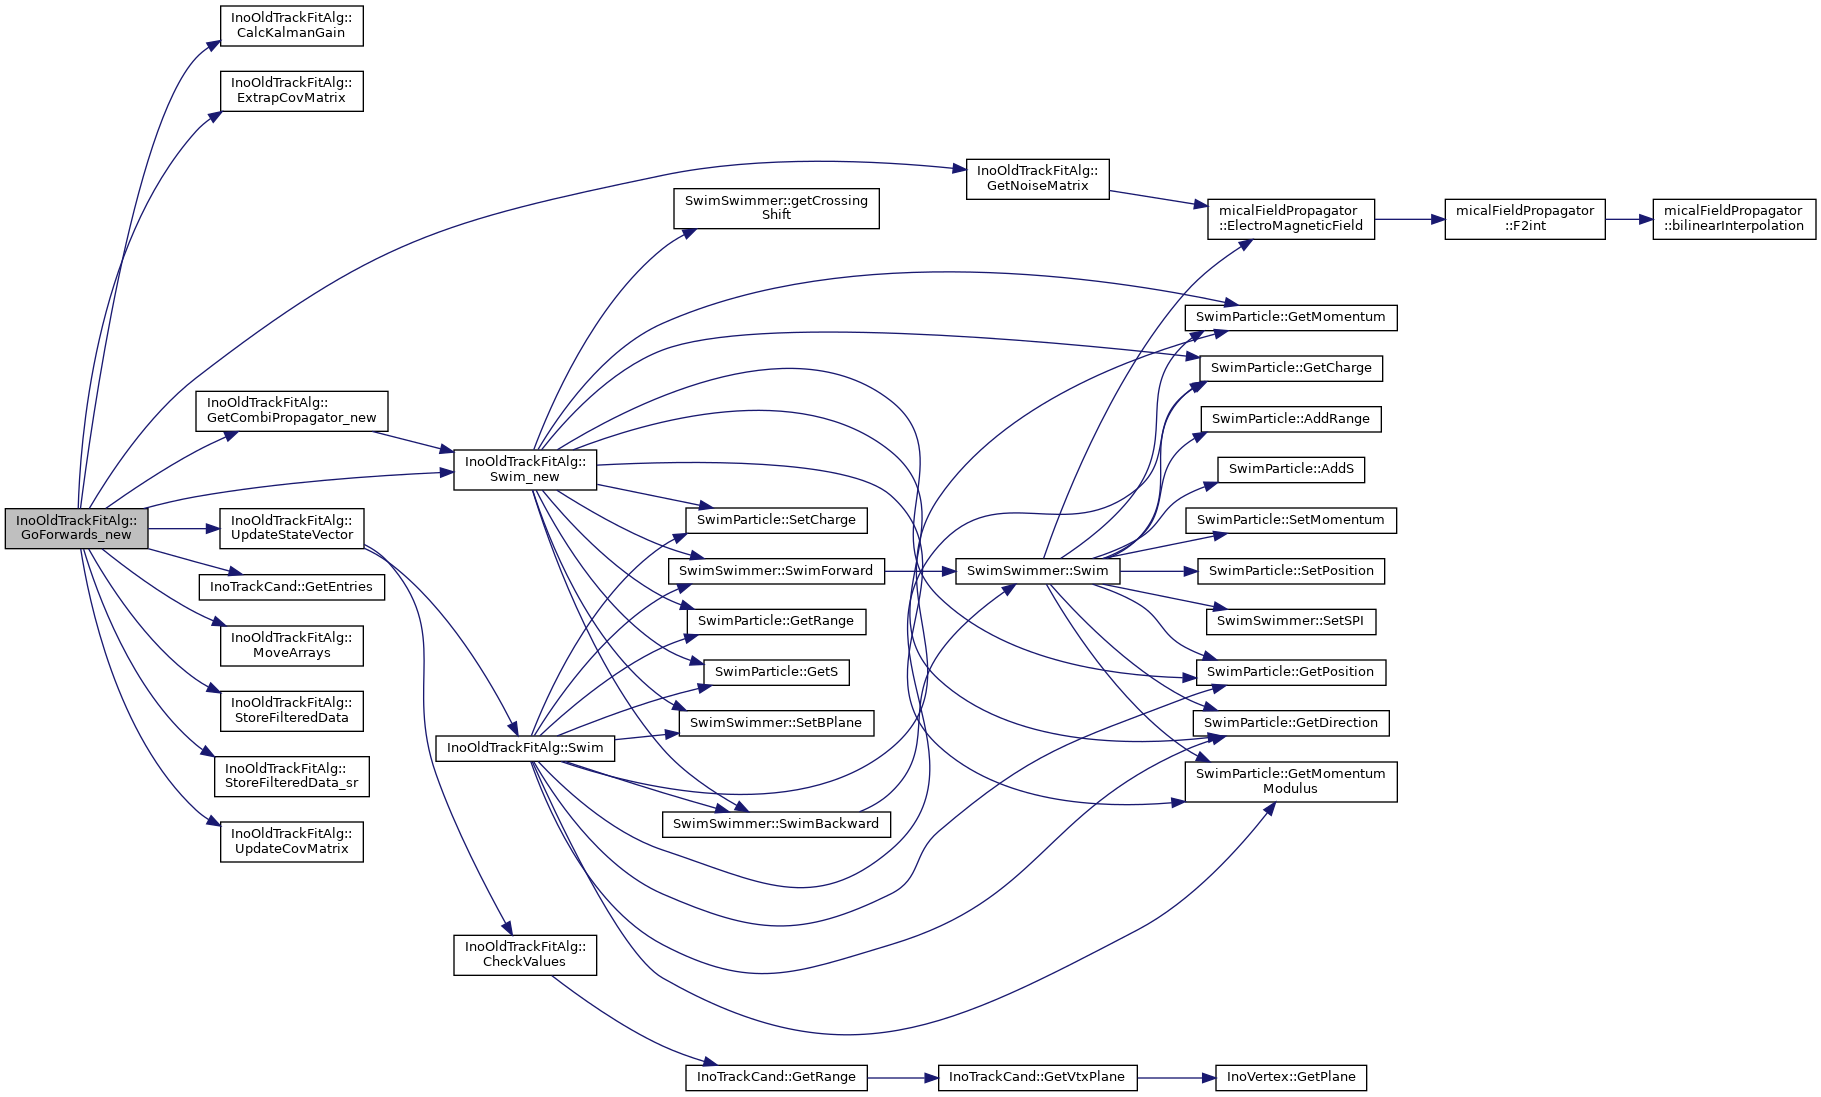 InoOldTrackFitAlg::
CalcKalmanGain
InoOldTrackFitAlg::
ExtrapCovMatrix
InoOldTrackFitAlg::
GetNoiseMatrix
SwimSwimmer::getCrossing
Shift
micalFieldPropagator
::ElectroMagneticField
micalFieldPropagator
::F2int
micalFieldPropagator
::bilinearInterpolation
SwimParticle::GetMomentum
SwimParticle::GetCharge
InoOldTrackFitAlg::
GetCombiPropagator_new
SwimParticle::AddRange
InoOldTrackFitAlg::
Swim_new
SwimParticle::AddS
InoOldTrackFitAlg::
GoForwards_new
InoOldTrackFitAlg::
UpdateStateVector
SwimParticle::SetCharge
SwimParticle::SetMomentum
InoTrackCand::GetEntries
SwimSwimmer::SwimForward
SwimSwimmer::Swim
SwimParticle::SetPosition
SwimParticle::GetRange
SwimSwimmer::SetSPI
InoOldTrackFitAlg::
MoveArrays
SwimParticle::GetS
SwimParticle::GetPosition
InoOldTrackFitAlg::
StoreFilteredData
SwimSwimmer::SetBPlane
SwimParticle::GetDirection
InoOldTrackFitAlg::Swim
InoOldTrackFitAlg::
StoreFilteredData_sr
SwimParticle::GetMomentum
Modulus
SwimSwimmer::SwimBackward
InoOldTrackFitAlg::
UpdateCovMatrix
InoOldTrackFitAlg::
CheckValues
InoTrackCand::GetRange
InoTrackCand::GetVtxPlane
InoVertex::GetPlane